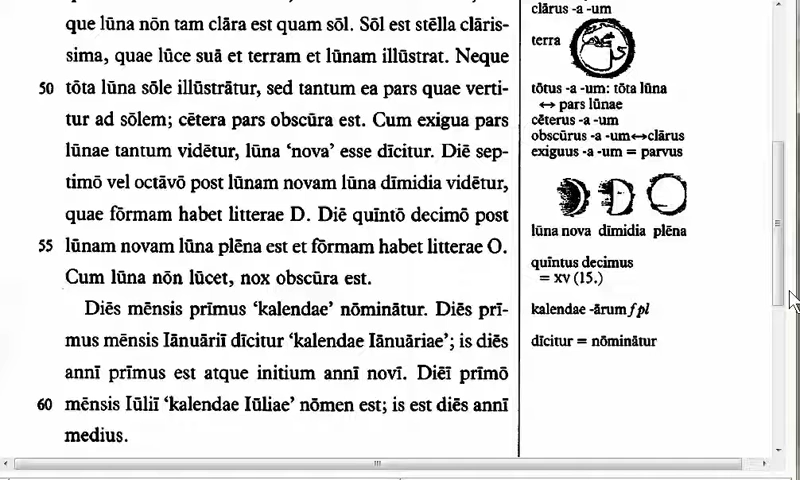 que lūna nōn tam clāra est quam sōl. Sōl est stēlla clāris-
sima, quae lūce suā et terram et lūnam illūstrat. Neque
50 tōta lūna sōle illūstrātur, sed tantum ea pars quae verti-
tur ad sōlem; cētera pars obscūra est. Cum exigua pars
lūnae tantum vidētur, lūna ‘nova’ esse dīcitur. Diē sep-
timō vel octāvō post lūnam novam lūna dīmidia vidētur,
quae fōrmam habet litterae D. Diē quīntō decimō post
55 lūnam novam lūna plēna est et fōrmam habet litterae O.
Cum lūna nōn lūcet, nox obscūra est.
Diēs mēnsis prīmus ‘kalendae’ nōminātur. Diēs prī-
mus mēnsis Iānuāriī dīcitur ‘kalendae Iānuāriae’; is diēs
annī prīmus est atque initium annī novī. Diēī prīmō
60 mēnsis Iūliī ‘kalendae Iūliae’ nōmen est; is est diēs annī
medius.
clārus -a -um
terra
tōtus -a -um: tōta lūna
↔ pars lūnae
cēterus -a -um
obscūrus -a -um↔clārus
exiguus -a -um = parvus
lūna nova dīmidia plēna
quīntus decimus
= XV (15.)
kalendae -ārum f pl
dīcitur = nōminātur